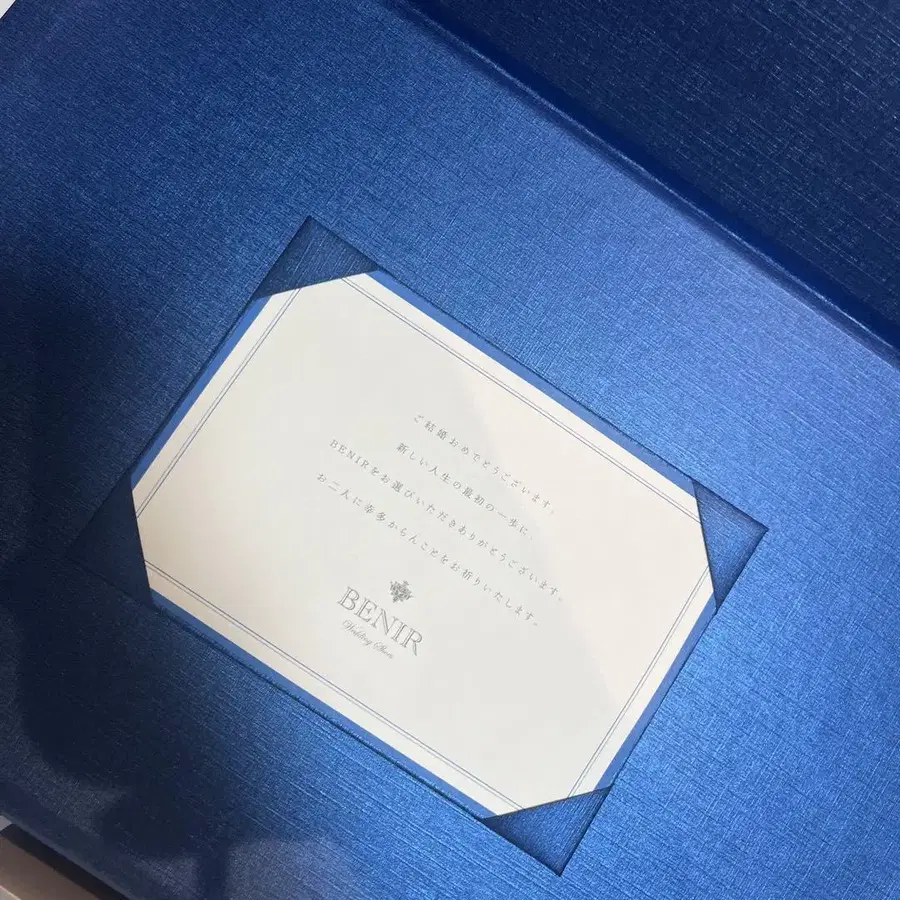 ご結婚おめでとうございます。
新しい人生の最初の一歩に、
BENIRをお選びいただきありがとうございます。
お二人に幸多からんことをお祈りいたします。
BENIR
Wedding Shoes